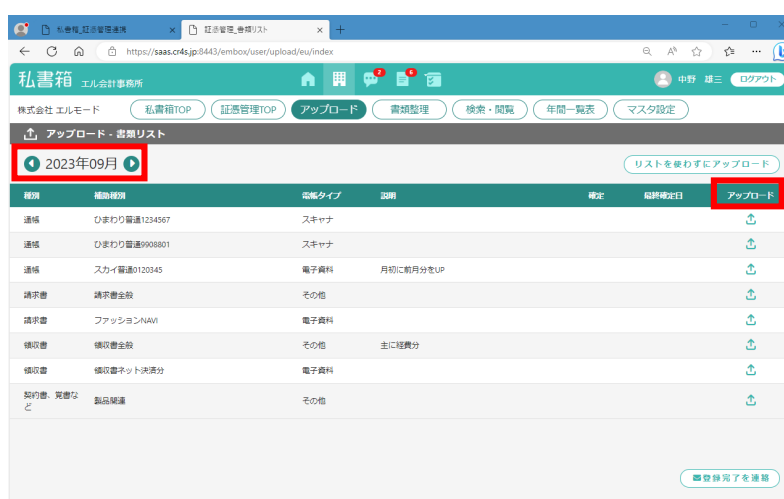 私書箱_証憑管理連携
証憑管理_書類リスト
https://saas.cr4s.jp:8443/embox/user/upload/eu/index
私書箱 エル会計事務所
2
6
中野 雄三 ログアウト
株式会社 エルモード 私書箱TOP 証憑管理TOP アップロード 書類整理 検索・閲覧 年間一覧表 マスタ設定
アップロード - 書類リスト
2023年09月 リストを使わずにアップロード
種別 補助種別 電帳タイプ 説明 確定 最終確定日 アップロード
通帳 ひまわり普通1234567 スキャナ
通帳 ひまわり普通9908801 スキャナ
通帳 スカイ普通0120345 電子資料 月初に前月分をUP
請求書 請求書全般 その他
請求書 ファッションNAVI 電子資料
領収書 領収書全般 その他 主に経費分
領収書 領収書ネット決済分 電子資料
契約書、覚書など 製品関連 その他
登録完了を連絡